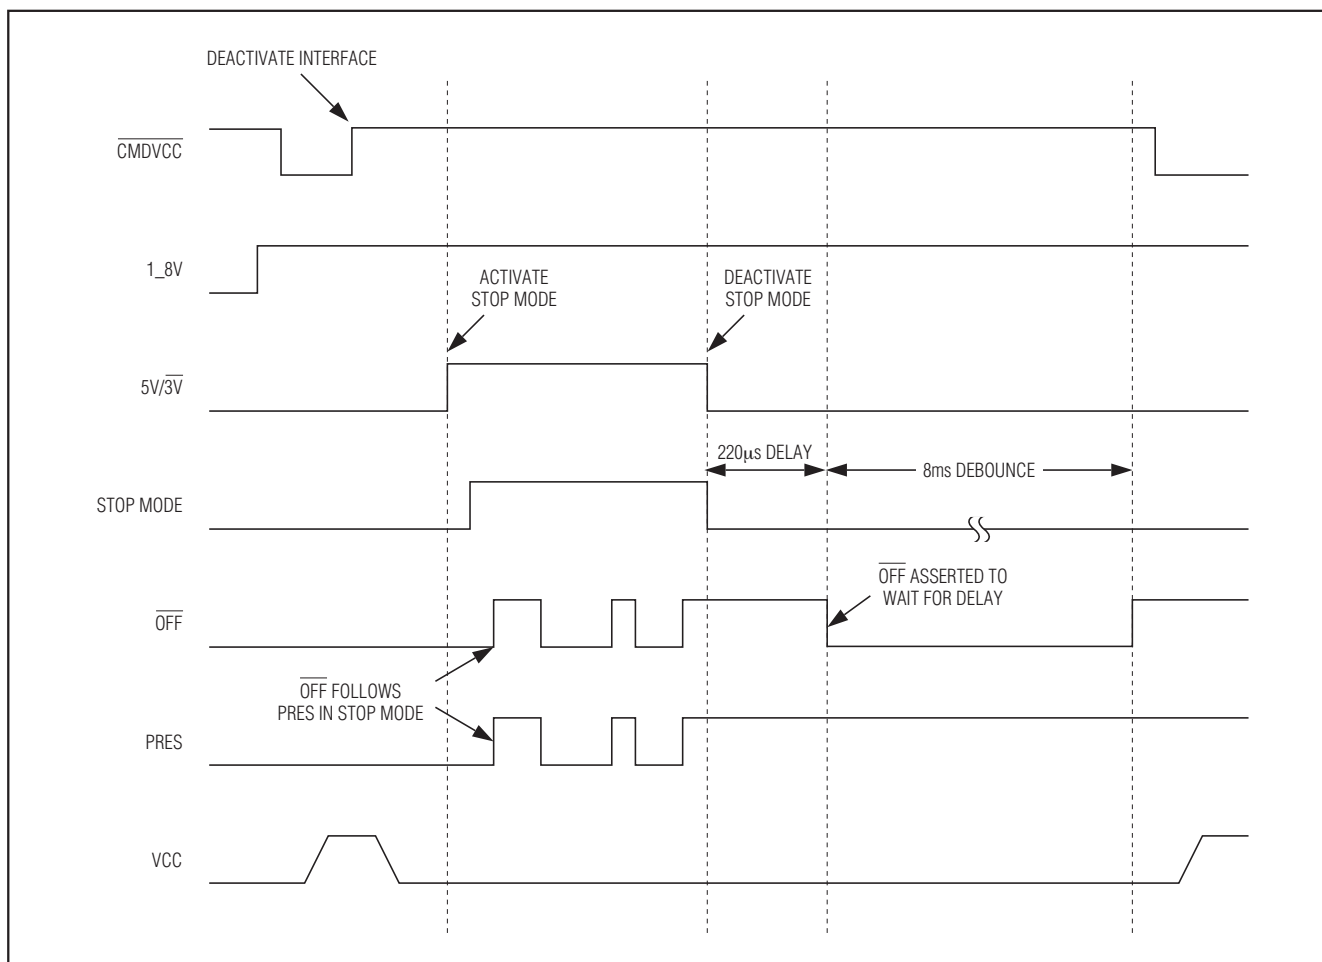 DEACTIVATE INTERFACE
CMDVCC
1_8V
ACTIVATE
STOP MODE
DEACTIVATE
STOP MODE
5V/3V
220μs DELAY
8ms DEBOUNCE
STOP MODE
OFF ASSERTED TO
WAIT FOR DELAY
OFF
OFF FOLLOWS
PRES IN STOP MODE
PRES
VCC